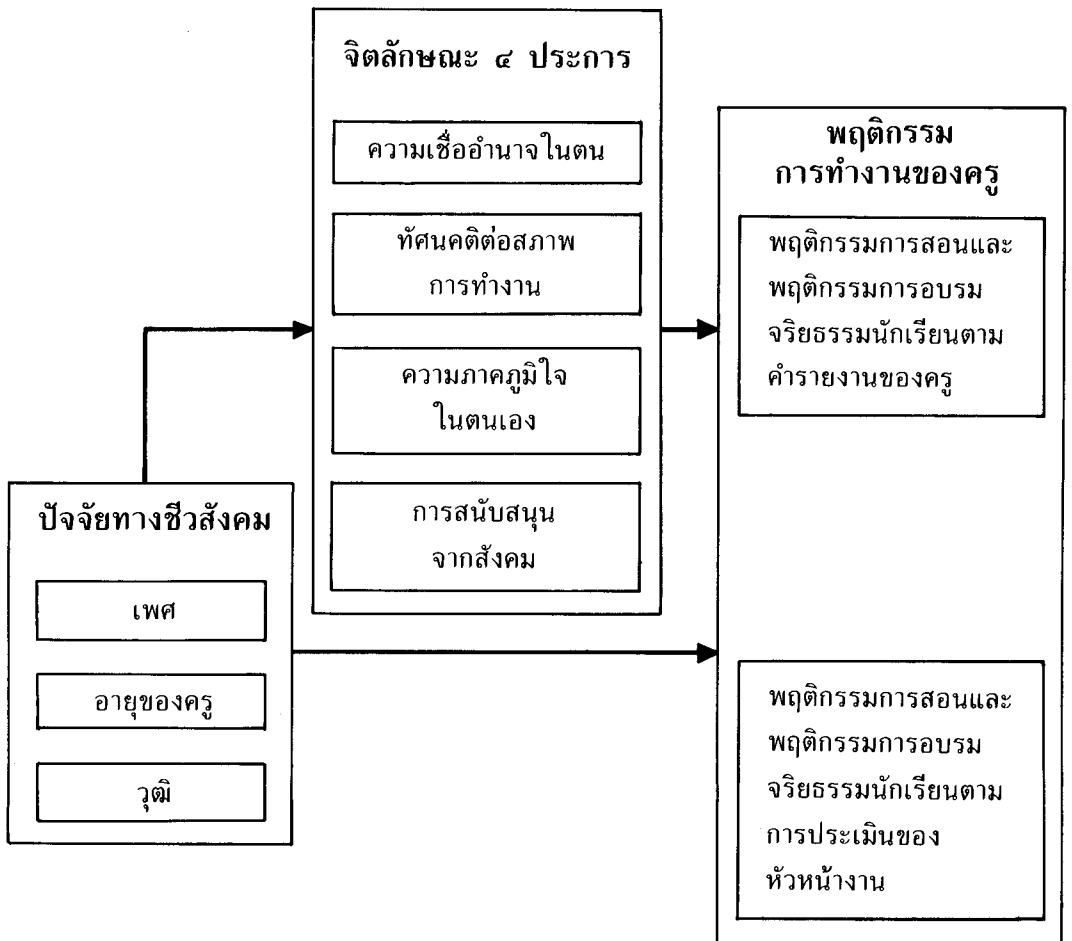 จิตลักษณะ ๔ ประการ
ความเชื่ออำนาจในตน
ทัศนคติต่อสภาพ
การทำงาน
ความภาคภูมิใจ
ในตนเอง
การสนับสนุน
จากสังคม
พฤติกรรม
การทำงานของครู
พฤติกรรมการสอนและ
พฤติกรรมการอบรม
จริยธรรมนักเรียนตาม
คำรายงานของครู
พฤติกรรมการสอนและ
พฤติกรรมการอบรม
จริยธรรมนักเรียนตาม
การประเมินของ
หัวหน้างาน
ปัจจัยทางชีวสังคม
เพศ
อายุของครู
วุฒิ